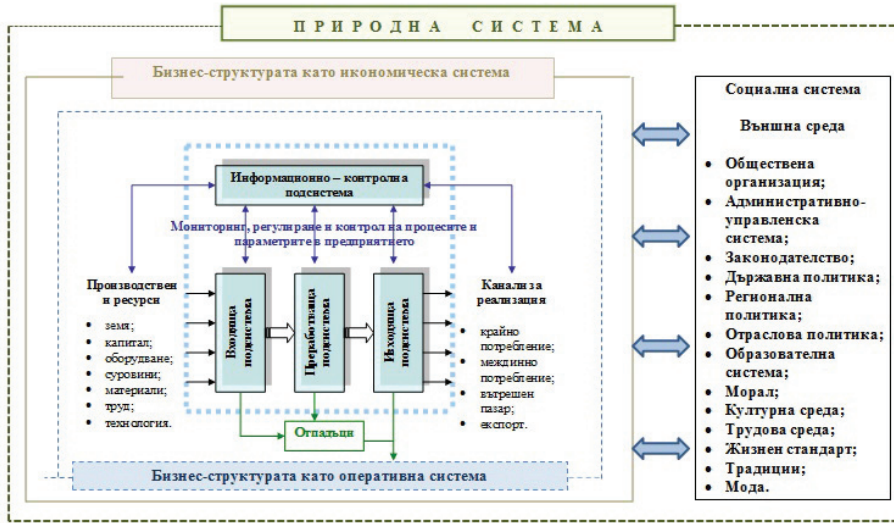 ПРИРОДНА СИСТЕМА
Бизнес-структурата като икономическа система
Информационно – контролна
подсистема
Мониторинг, регулиране и контрол на процесите и
параметрите в предприятието
Производствен
и ресурси
• земя;
• капитал;
• оборудване;
• суровини;
• материали;
• труд;
• технология.
Входяща
подсистема
Преработваща
подсистема
Изходяща
подсистема
Канали за
реализация
• крайно
потребление;
• междинно
потребление;
• вътрешен
пазар;
• експорт.
Отпадъци
Бизнес-структурата като оперативна система
Социална система
Външна среда
• Обществена
организация;
• Административно-
управленска
система;
• Законодателство;
• Държавна политика;
• Регионална
политика;
• Отраслова политика;
• Образователна
система;
• Морал;
• Културна среда;
• Трудова среда;
• Жизнен стандарт;
• Традиции;
• Мода.